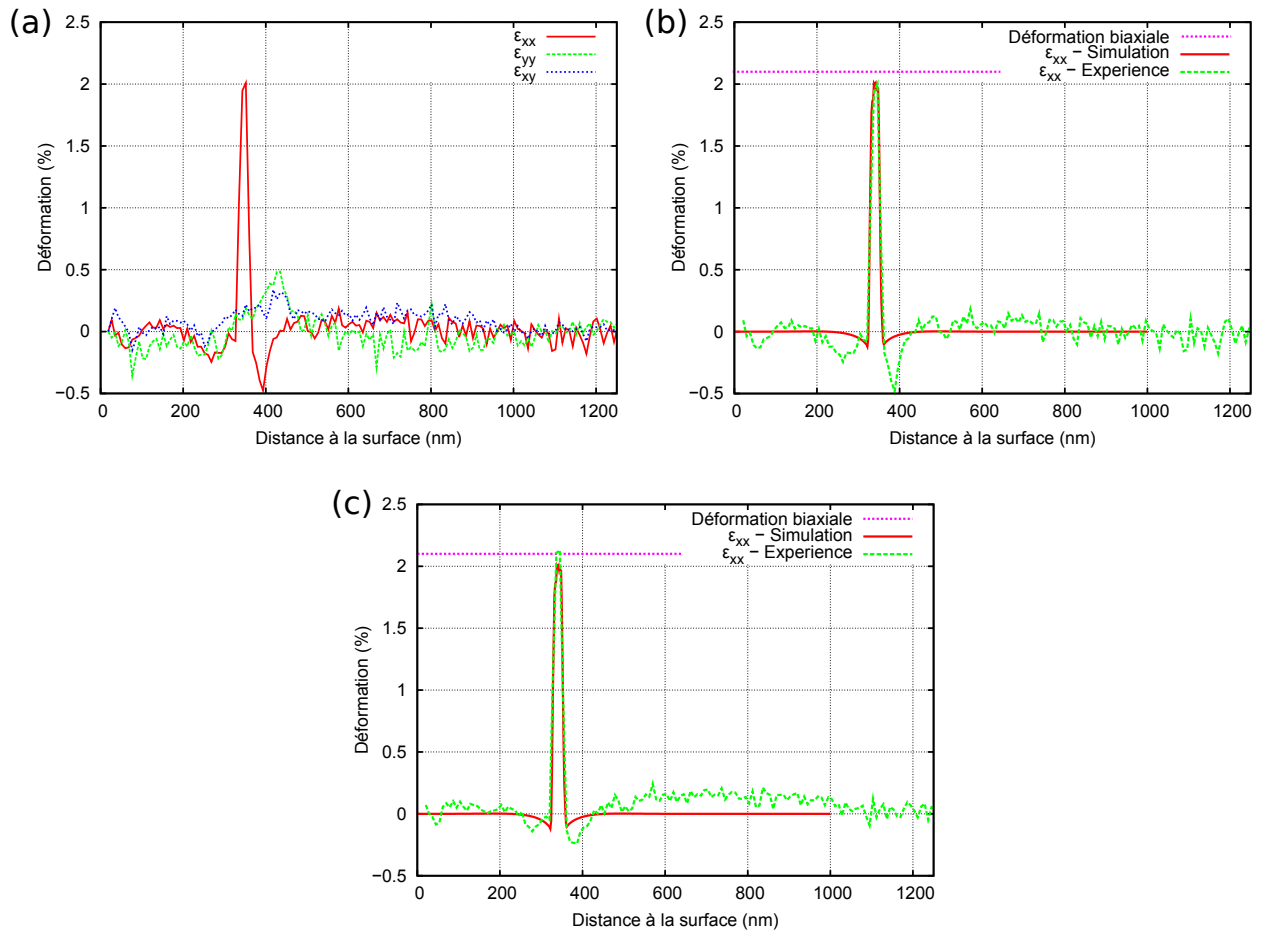 (a)
2.5
2
1.5
1
0.5
0
−0.5
0 200 400 600 800 1000 1200
Déformation (%)
Distance à la surface (nm)
εxx
εyy
εxy
(b)
2.5
2
1.5
1
0.5
0
−0.5
0 200 400 600 800 1000 1200
Déformation (%)
Distance à la surface (nm)
Déformation biaxiale
εxx − Simulation
εxx − Experience
(c)
2.5
2
1.5
1
0.5
0
−0.5
0 200 400 600 800 1000 1200
Déformation (%)
Distance à la surface (nm)
Déformation biaxiale
εxx − Simulation
εxx − Experience